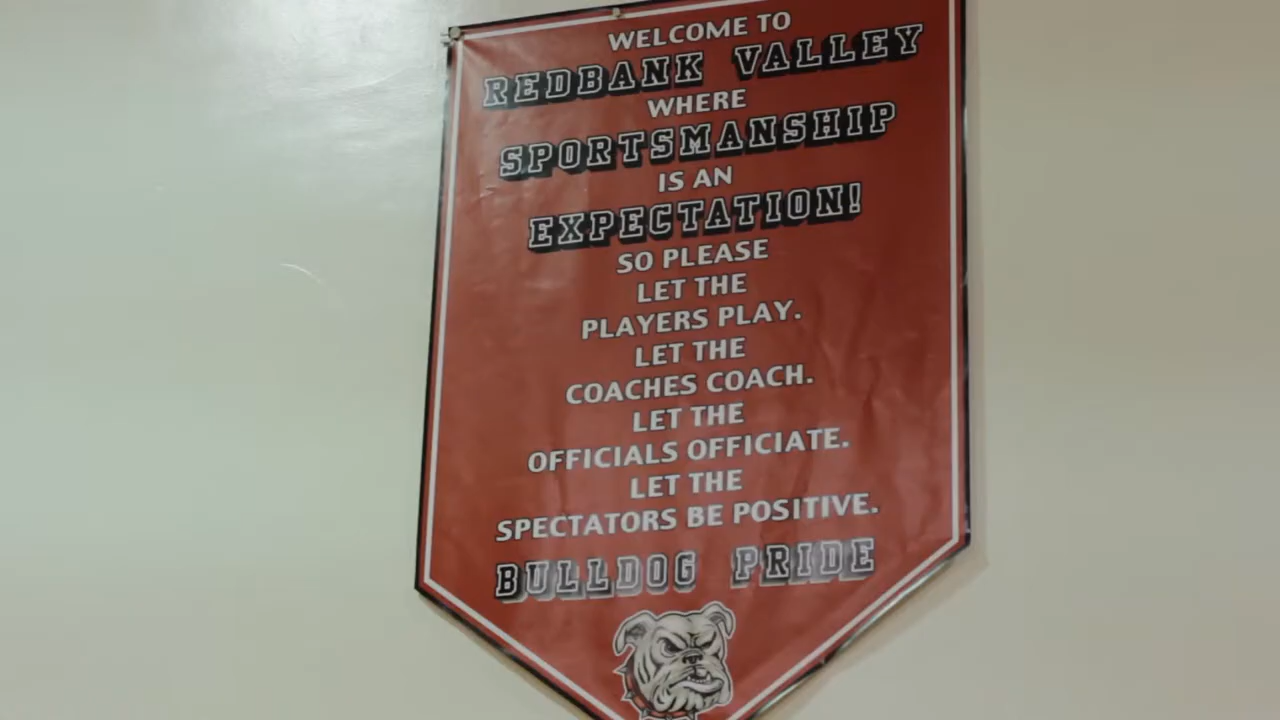 WELCOME TO
REDBANK VALLEY
WHERE
SPORTSMANSHIP
IS AN
EXPECTATION!
SO PLEASE
LET THE
PLAYERS PLAY.
LET THE
COACHES COACH.
LET THE
OFFICIALS OFFICIATE.
LET THE
SPECTATORS BE POSITIVE.
BULLDOG PRIDE